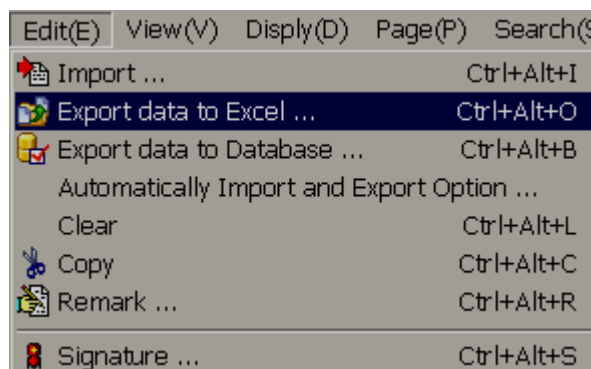 Edit(E) View(V) Disply(D) Page(P) Search(
Import ... Ctrl+Alt+I
Export data to Excel ... Ctrl+Alt+O
Export data to Database ... Ctrl+Alt+B
Automatically Import and Export Option ...
Clear Ctrl+Alt+L
Copy Ctrl+Alt+C
Remark ... Ctrl+Alt+R
Signature ... Ctrl+Alt+S